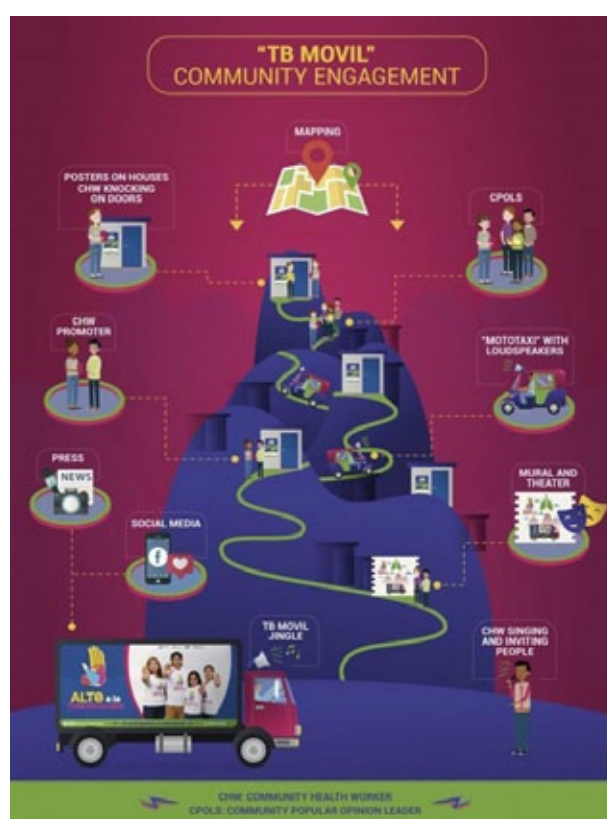 "TB MOVIL"
COMMUNITY ENGAGEMENT
MAPPING
POSTERS ON HOUSES
CHW KNOCKING
ON DOORS
CPOLS
CHW
PROMOTER
"MOTOTAXI" WITH
LOUDSPEAKERS
PRESS
NEWS
MURAL AND
THEATER
SOCIAL MEDIA
f
TB MOVIL
JINGLE
CHW SINGING
AND INVITING
PEOPLE
ALTO a la
CHW: COMMUNITY HEALTH WORKER
CPOLS: COMMUNITY POPULAR OPINION LEADER